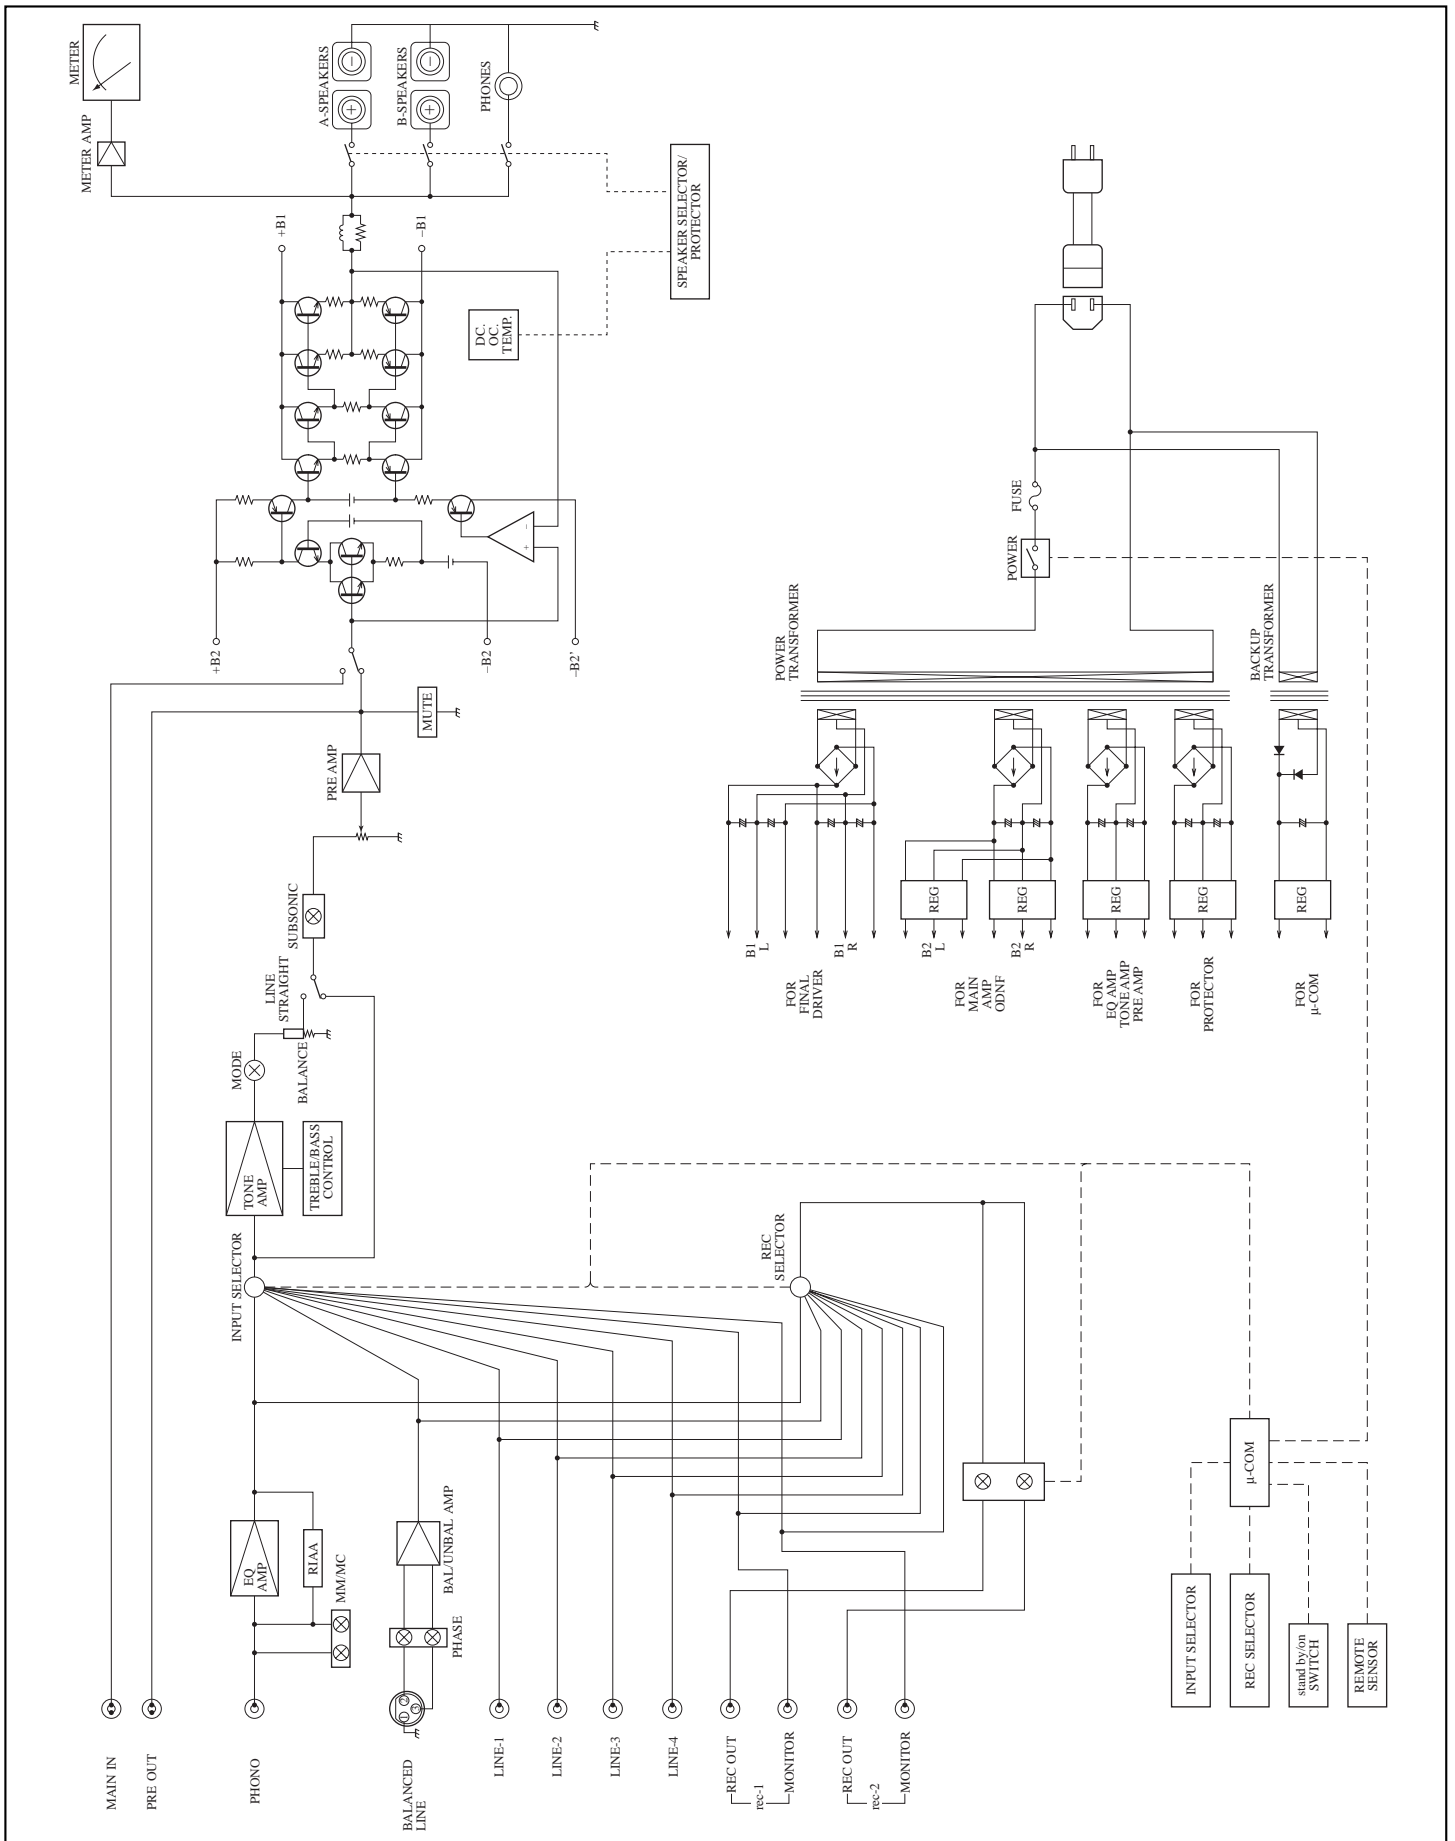 METER
METER AMP
A-SPEAKERS
B-SPEAKERS
PHONES
+B1
–B1
SPEAKER SELECTOR/
PROTECTOR
DC.
OC.
TEMP.
+
–
+B2
–B2
–B2'
MUTE
PRE AMP
SUBSONIC
LINE
STRAIGHT
BALANCE
MODE
TONE
AMP
TREBLE/BASS
CONTROL
INPUT SELECTOR
REC
SELECTOR
EQ
AMP
RIAA
MM/MC
BAL/UNBAL AMP
PHASE
1
2
3
MAIN IN
PRE OUT
PHONO
BALANCED
LINE
LINE-1
LINE-2
LINE-3
LINE-4
REC OUT
MONITOR
rec-1
REC OUT
MONITOR
rec-2
FUSE
POWER
POWER
TRANSFORMER
BACKUP
TRANSFORMER
REG
REG
REG
REG
REG
B1
L
B1
R
B2
L
B2
R
FOR
FINAL
DRIVER
FOR
MAIN
AMP
ODNF
FOR
EQ AMP
TONE AMP
PRE AMP
FOR
PROTECTOR
FOR
μ-COM
μ-COM
INPUT SELECTOR
REC SELECTOR
stand by/on
SWITCH
REMOTE
SENSOR